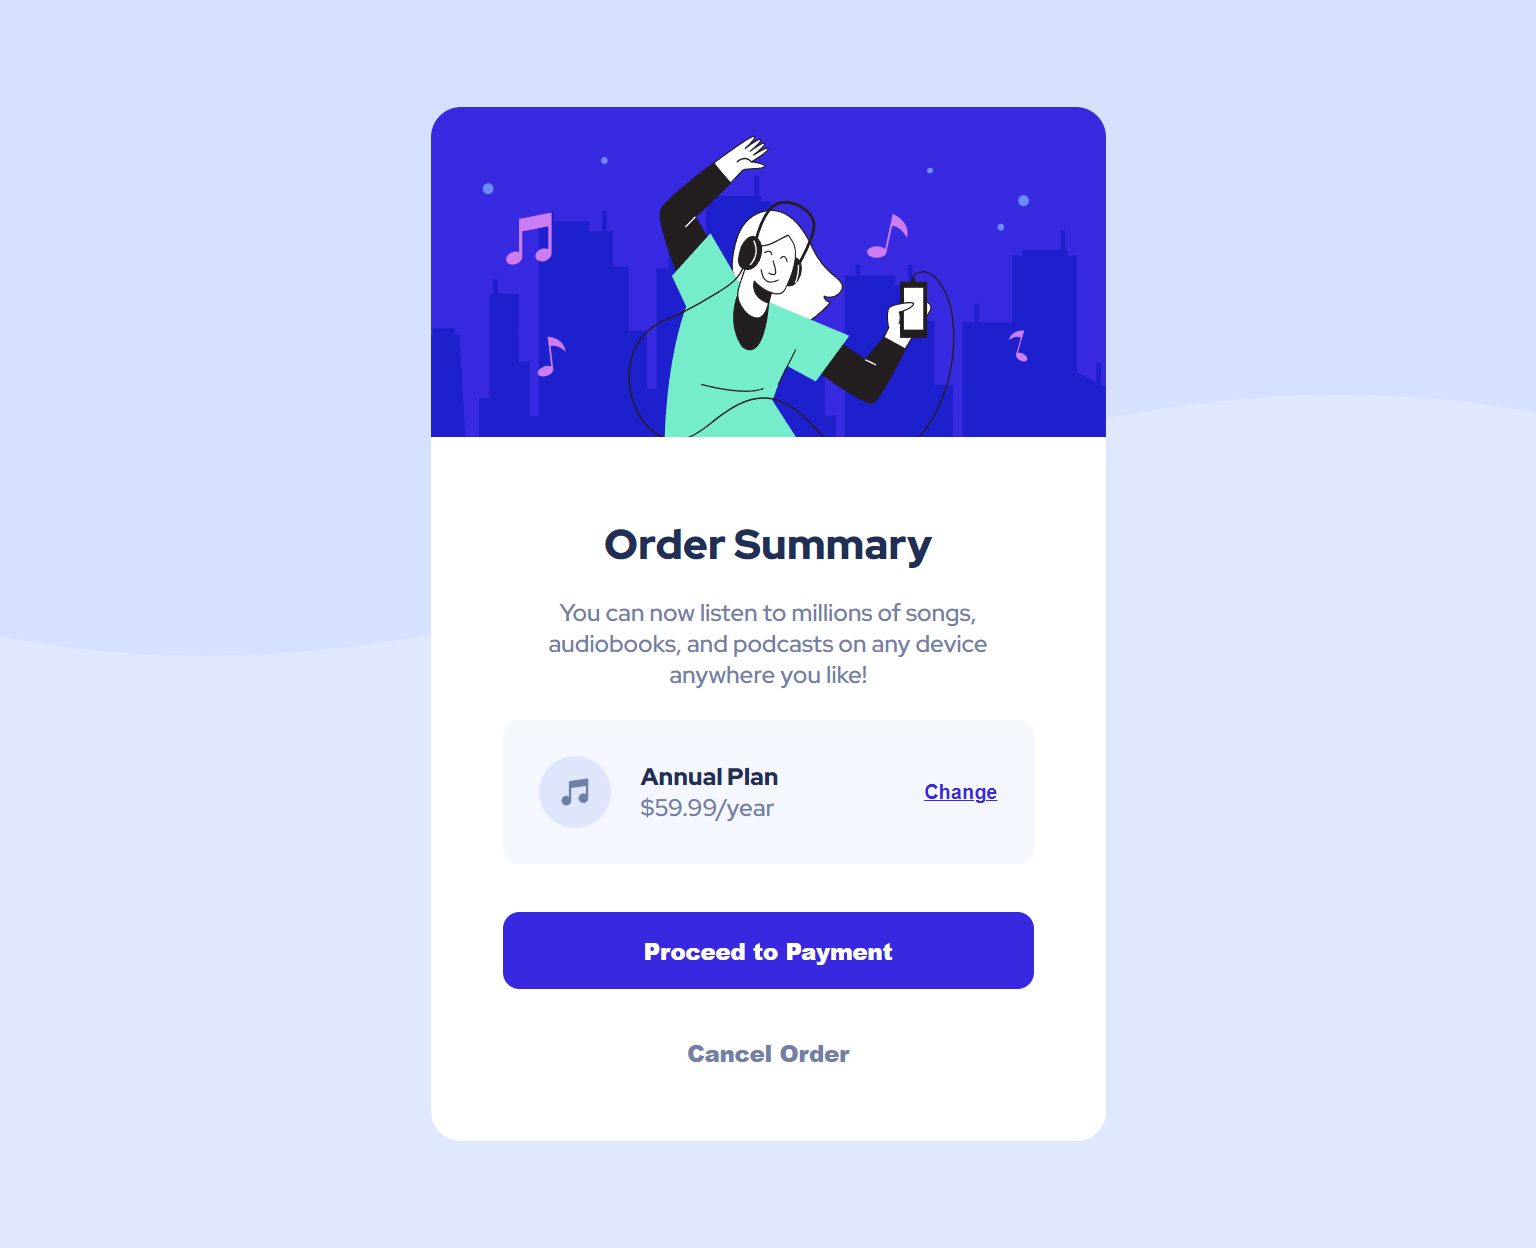 Order Summary
You can now listen to millions of songs,
audiobooks, and podcasts on any device
anywhere you like!
Annual Plan
$59.99/year
Change
Proceed to Payment
Cancel Order